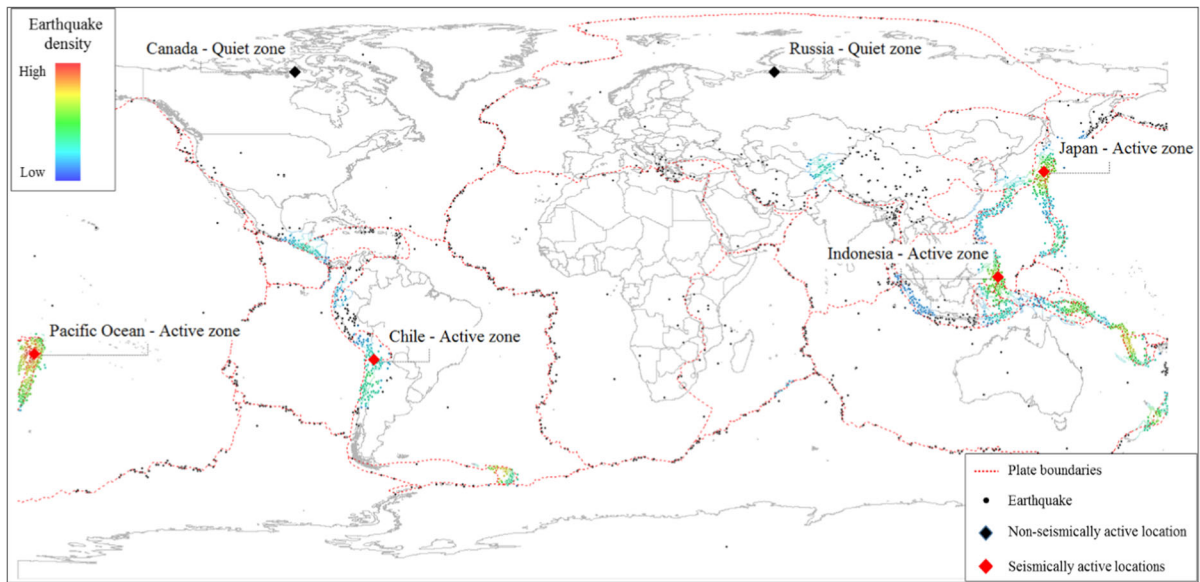 Earthquake
density
High
Low
Canada - Quiet zone
Russia - Quiet zone
Japan - Active zone
Indonesia - Active zone
Pacific Ocean - Active zone
Chile - Active zone
Plate boundaries
Earthquake
Non-seismically active location
Seismically active locations